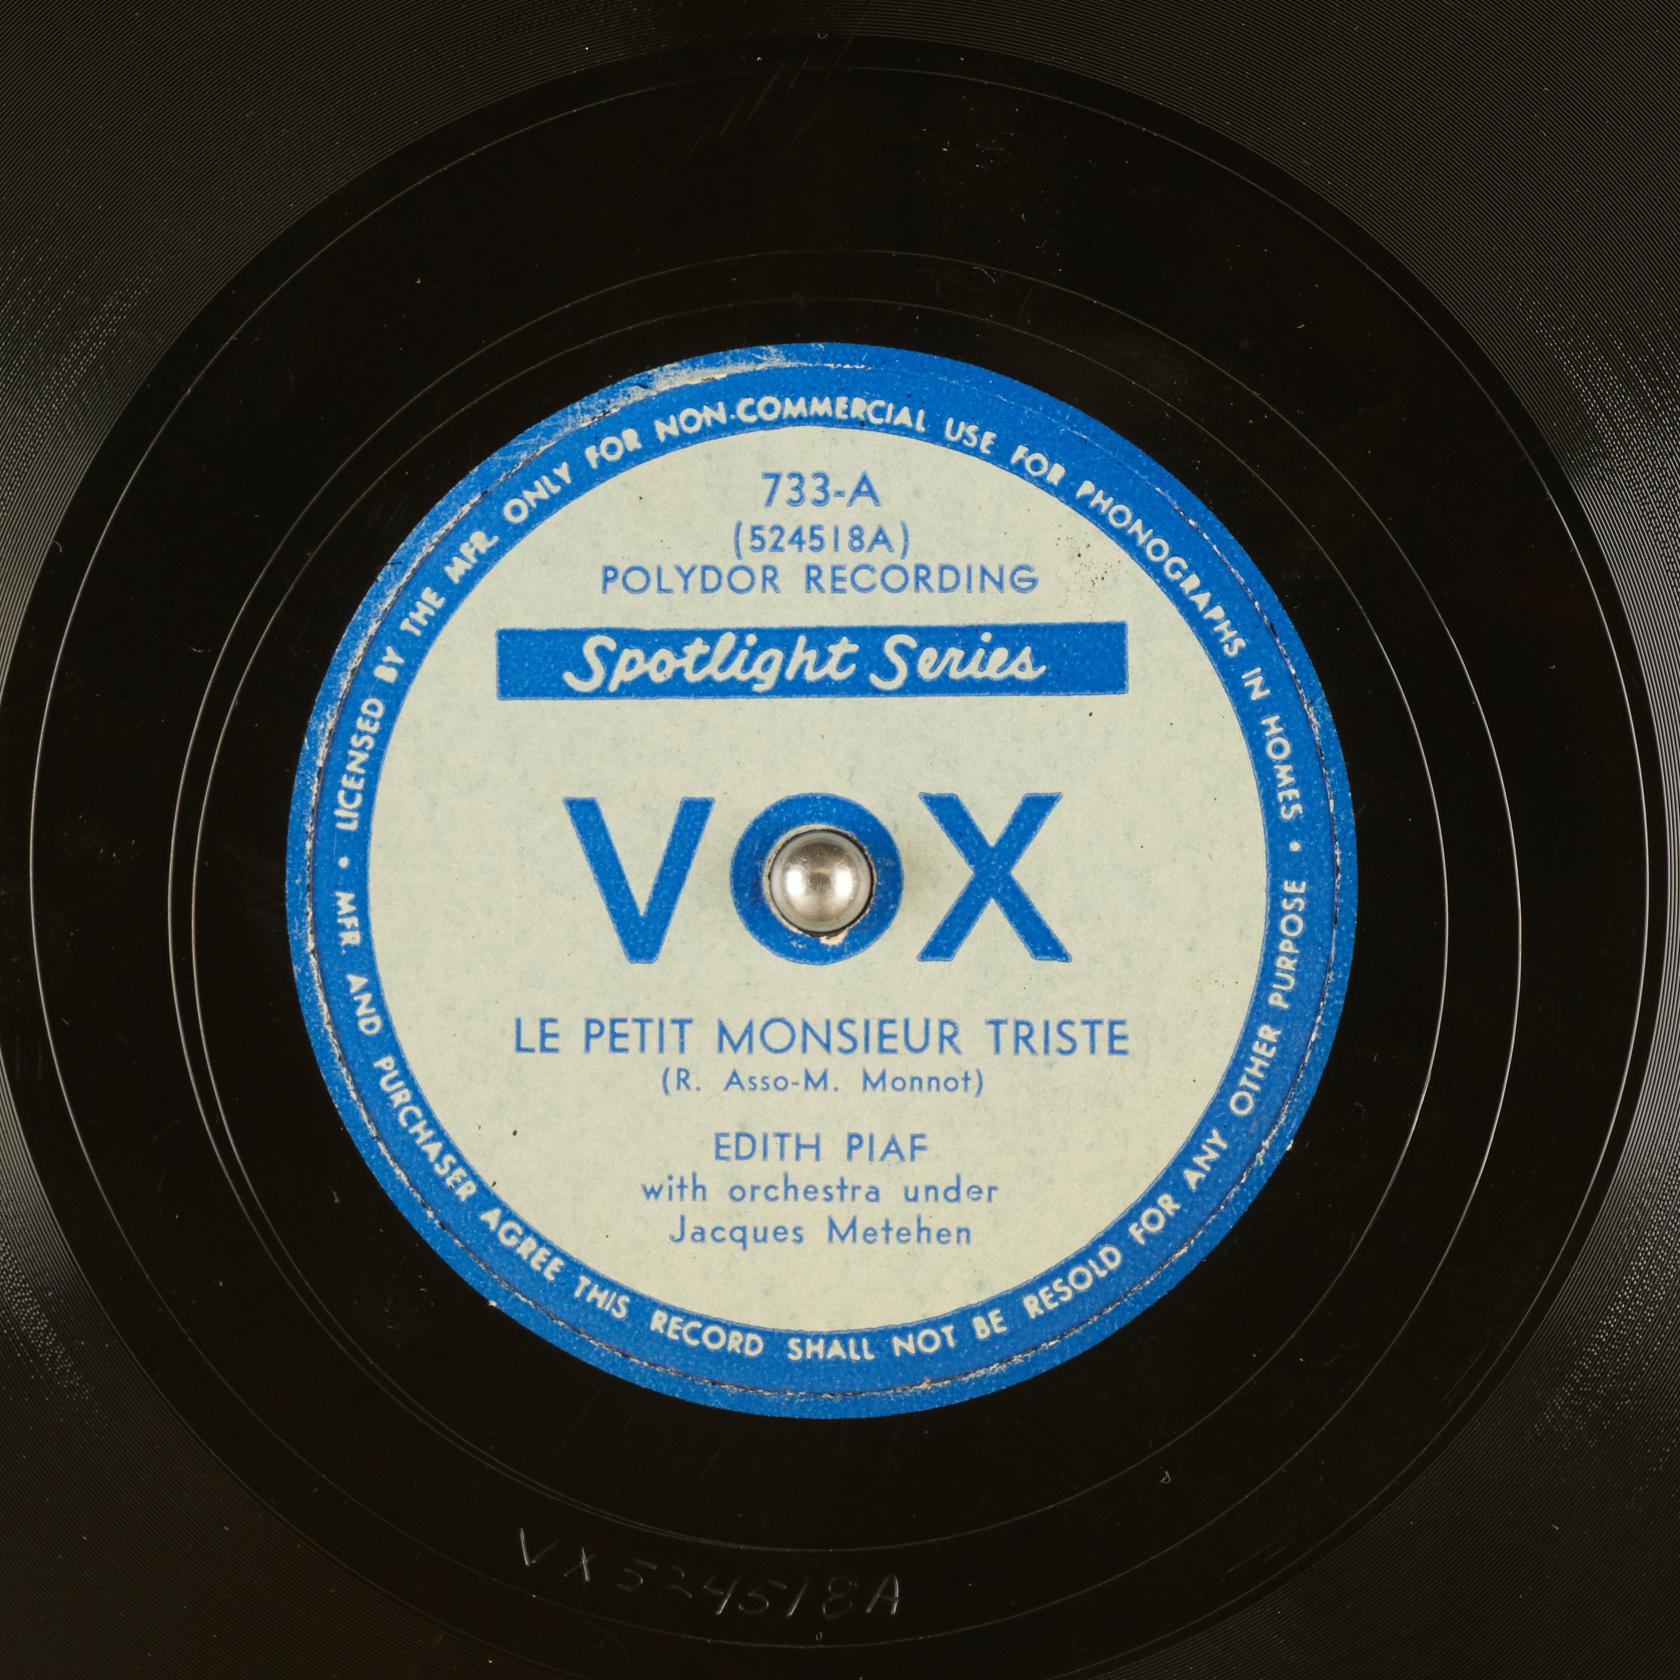 LICENSED BY THE MFR. ONLY FOR NON-COMMERCIAL USE FOR PHONOGRAPHS IN HOMES •
MFR. AND PURCHASER AGREE THIS RECORD SHALL NOT BE RESOLD FOR ANY OTHER PURPOSE •
733-A
(524518A)
POLYDOR RECORDING
Spotlight Series
VOX
LE PETIT MONSIEUR TRISTE
(R. Asso-M. Monnot)
EDITH PIAF
with orchestra under
Jacques Metehen
VX524518A